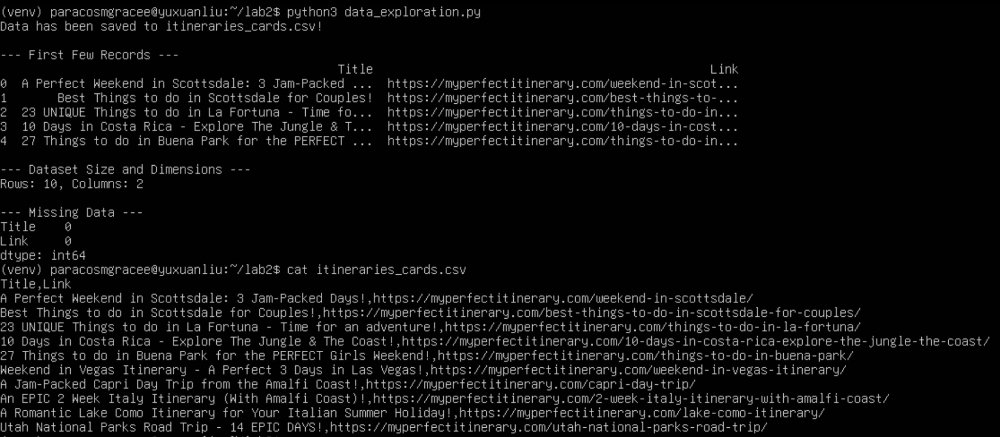 (venv) paracosmgracee@yuxuanliu:~/lab2$ python3 data_exploration.py
Data has been saved to itineraries_cards.csv!
--- First Few Records ---
Title Link
0 A Perfect Weekend in Scottsdale: 3 Jam-Packed ... https://myperfectitinerary.com/weekend-in-scot...
1 Best Things to do in Scottsdale for Couples! https://myperfectitinerary.com/best-things-to-...
2 23 UNIQUE Things to do in La Fortuna - Time fo... https://myperfectitinerary.com/things-to-do-in...
3 10 Days in Costa Rica - Explore The Jungle & T... https://myperfectitinerary.com/10-days-in-cost...
4 27 Things to do in Buena Park for the PERFECT ... https://myperfectitinerary.com/things-to-do-in...
--- Dataset Size and Dimensions ---
Rows: 10, Columns: 2
--- Missing Data ---
Title 0
Link 0
dtype: int64
(venv) paracosmgracee@yuxuanliu:~/lab2$ cat itineraries_cards.csv
Title,Link
A Perfect Weekend in Scottsdale: 3 Jam-Packed Days!,https://myperfectitinerary.com/weekend-in-scottsdale/
Best Things to do in Scottsdale for Couples!,https://myperfectitinerary.com/best-things-to-do-in-scottsdale-for-couples/
23 UNIQUE Things to do in La Fortuna - Time for an adventure!,https://myperfectitinerary.com/things-to-do-in-la-fortuna/
10 Days in Costa Rica - Explore The Jungle & The Coast!,https://myperfectitinerary.com/10-days-in-costa-rica-explore-the-jungle-the-coast/
27 Things to do in Buena Park for the PERFECT Girls Weekend!,https://myperfectitinerary.com/things-to-do-in-buena-park/
Weekend in Vegas Itinerary - A Perfect 3 Days in Las Vegas!,https://myperfectitinerary.com/weekend-in-vegas-itinerary/
A Jam-Packed Capri Day Trip from the Amalfi Coast!,https://myperfectitinerary.com/capri-day-trip/
An EPIC 2 Week Italy Itinerary (With Amalfi Coast)!,https://myperfectitinerary.com/2-week-italy-itinerary-with-amalfi-coast/
A Romantic Lake Como Itinerary for Your Italian Summer Holiday!,https://myperfectitinerary.com/lake-como-itinerary/
Utah National Parks Road Trip - 14 EPIC DAYS!,https://myperfectitinerary.com/utah-national-parks-road-trip/